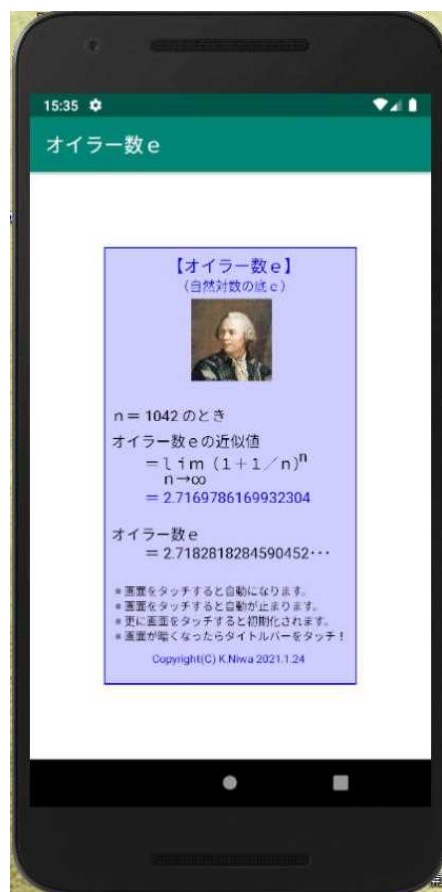 15:35
オイラー数ｅ
【オイラー数ｅ】
（自然対数の底ｅ）
ｎ＝ 1042 のとき
オイラー数ｅの近似値
＝ｌｉｍ（１＋１／n）ⁿ
ｎ→∞
＝ 2.7169786169932304
オイラー数ｅ
＝ 2.7182818284590452･･･
※画面をタッチすると自動になります。
※画面をタッチすると自動が止まります。
※更に画面をタッチすると初期化されます。
※画面が暗くなったらタイトルバーをタッチ！
Copyright(C) K.Niwa 2021.1.24